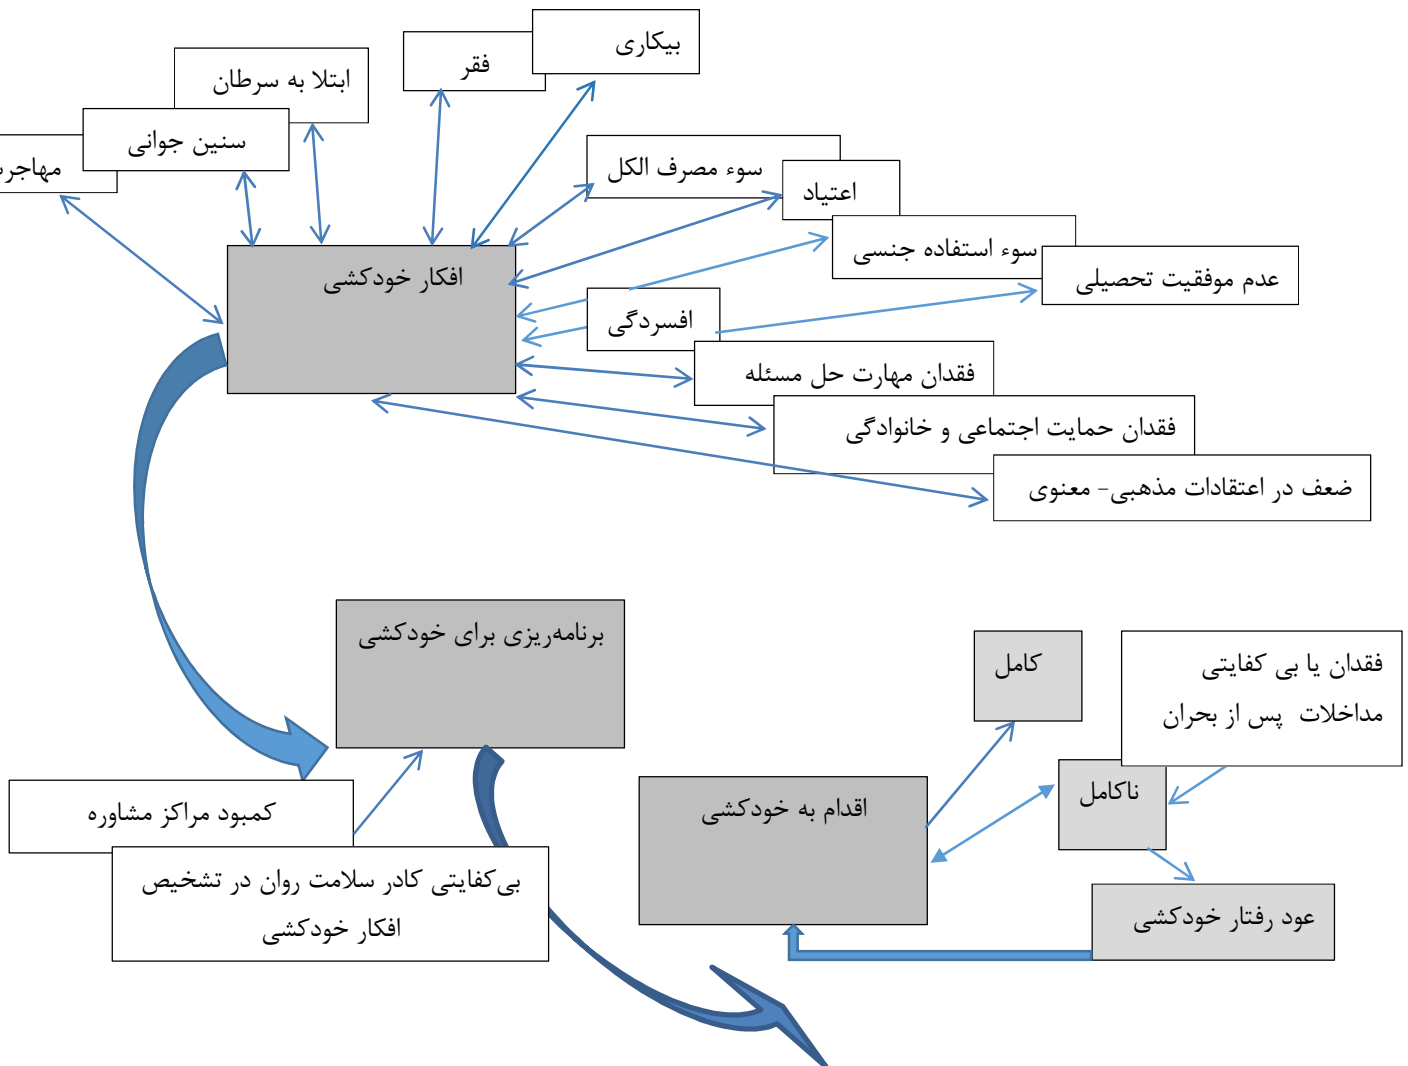 بیکاری
فقر
ابتلا به سرطان
سنین جوانی
سوء مصرف الکل
اعتیاد
سوء استفاده جنسی
عدم موفقیت تحصیلی
افکار خودکشی
افسردگی
فقدان مهارت حل مسئله
فقدان حمایت اجتماعی و خانوادگی
ضعف در اعتقادات مذهبی- معنوی
برنامه‌ریزی برای خودکشی
کامل
فقدان یا بی کفایتی
مداخلات پس از بحران
ناکامل
اقدام به خودکشی
کمبود مراکز مشاوره
بی‌کفایتی کادر سلامت روان در تشخیص
افکار خودکشی
عود رفتار خودکشی